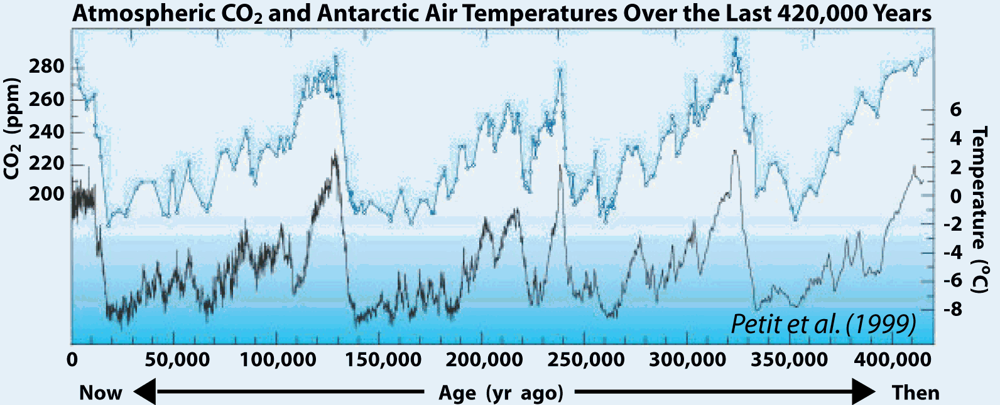 Atmospheric CO₂ and Antarctic Air Temperatures Over the Last 420,000 Years
CO₂ (ppm)
280
260
240
220
200
6
4
2
0
-2
-4
-6
-8
Temperature (°C)
Petit et al. (1999)
0 50,000 100,000 150,000 200,000 250,000 300,000 350,000 400,000
Now Age (yr ago) Then